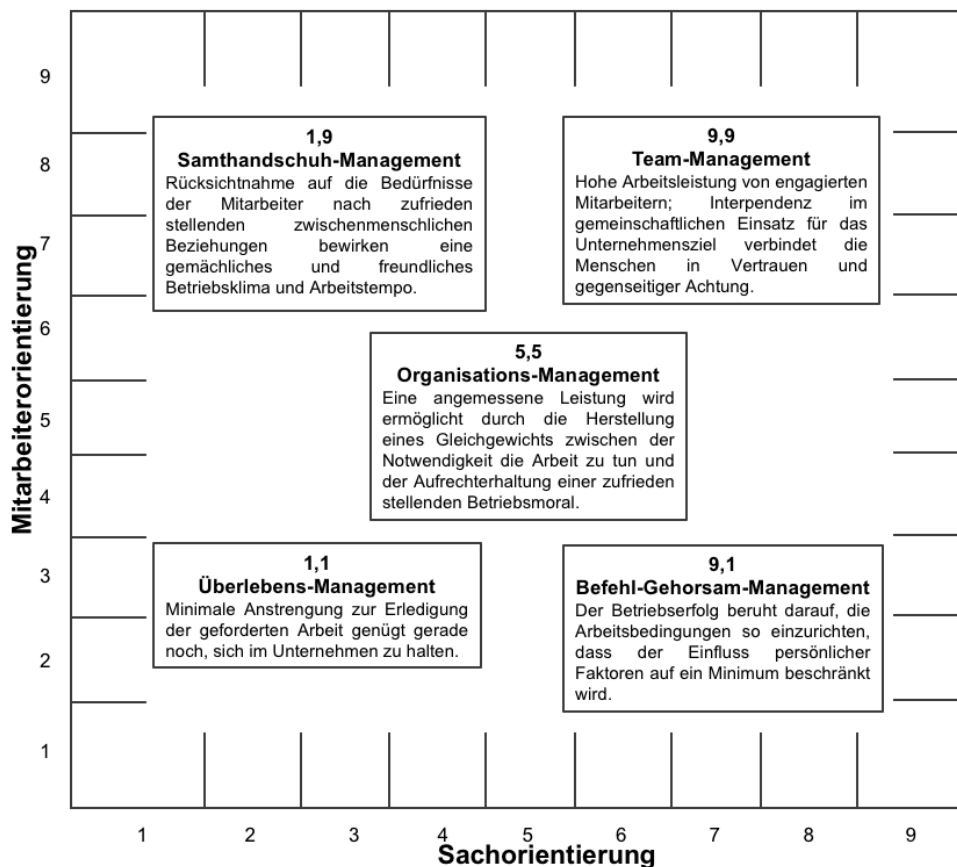 9
8
7
6
5
4
3
2
1
Mitarbeiterorientierung
1,9
Samthandschuh-Management
Rücksichtnahme auf die Bedürfnisse
der Mitarbeiter nach zufrieden
stellenden zwischenmenschlichen
Beziehungen bewirken eine
gemächliches und freundliches
Betriebsklima und Arbeitstempo.
9,9
Team-Management
Hohe Arbeitsleistung von engagierten
Mitarbeitern; Interpendenz im
gemeinschaftlichen Einsatz für das
Unternehmensziel verbindet die
Menschen in Vertrauen und
gegenseitiger Achtung.
5,5
Organisations-Management
Eine angemessene Leistung wird
ermöglicht durch die Herstellung
eines Gleichgewichts zwischen der
Notwendigkeit die Arbeit zu tun und
der Aufrechterhaltung einer zufrieden
stellenden Betriebsmoral.
1,1
Überlebens-Management
Minimale Anstrengung zur Erledigung
der geforderten Arbeit genügt gerade
noch, sich im Unternehmen zu halten.
9,1
Befehl-Gehorsam-Management
Der Betriebserfolg beruht darauf, die
Arbeitsbedingungen so einzurichten,
dass der Einfluss persönlicher
Faktoren auf ein Minimum beschränkt
wird.
1 2 3 4 5 6 7 8 9
Sachorientierung